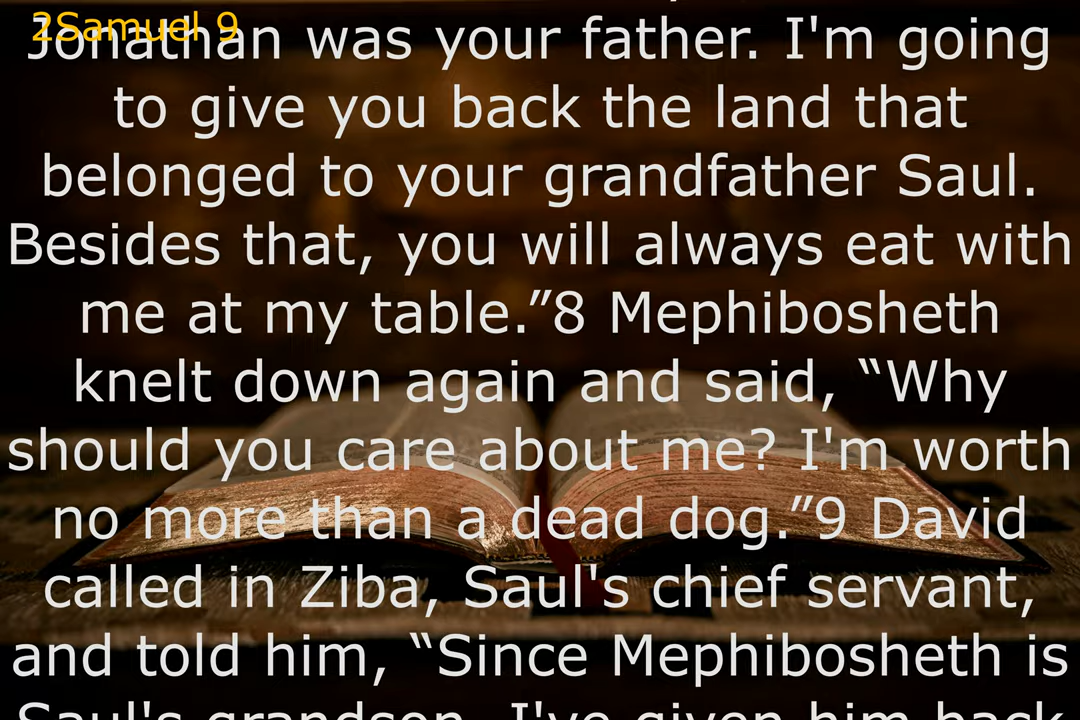 2Samuel 9
Jonathan was your father. I'm going
to give you back the land that
belonged to your grandfather Saul.
Besides that, you will always eat with
me at my table.”8 Mephibosheth
knelt down again and said, “Why
should you care about me? I'm worth
no more than a dead dog.”9 David
called in Ziba, Saul's chief servant,
and told him, “Since Mephibosheth is
Saul's grandson, I've given him back